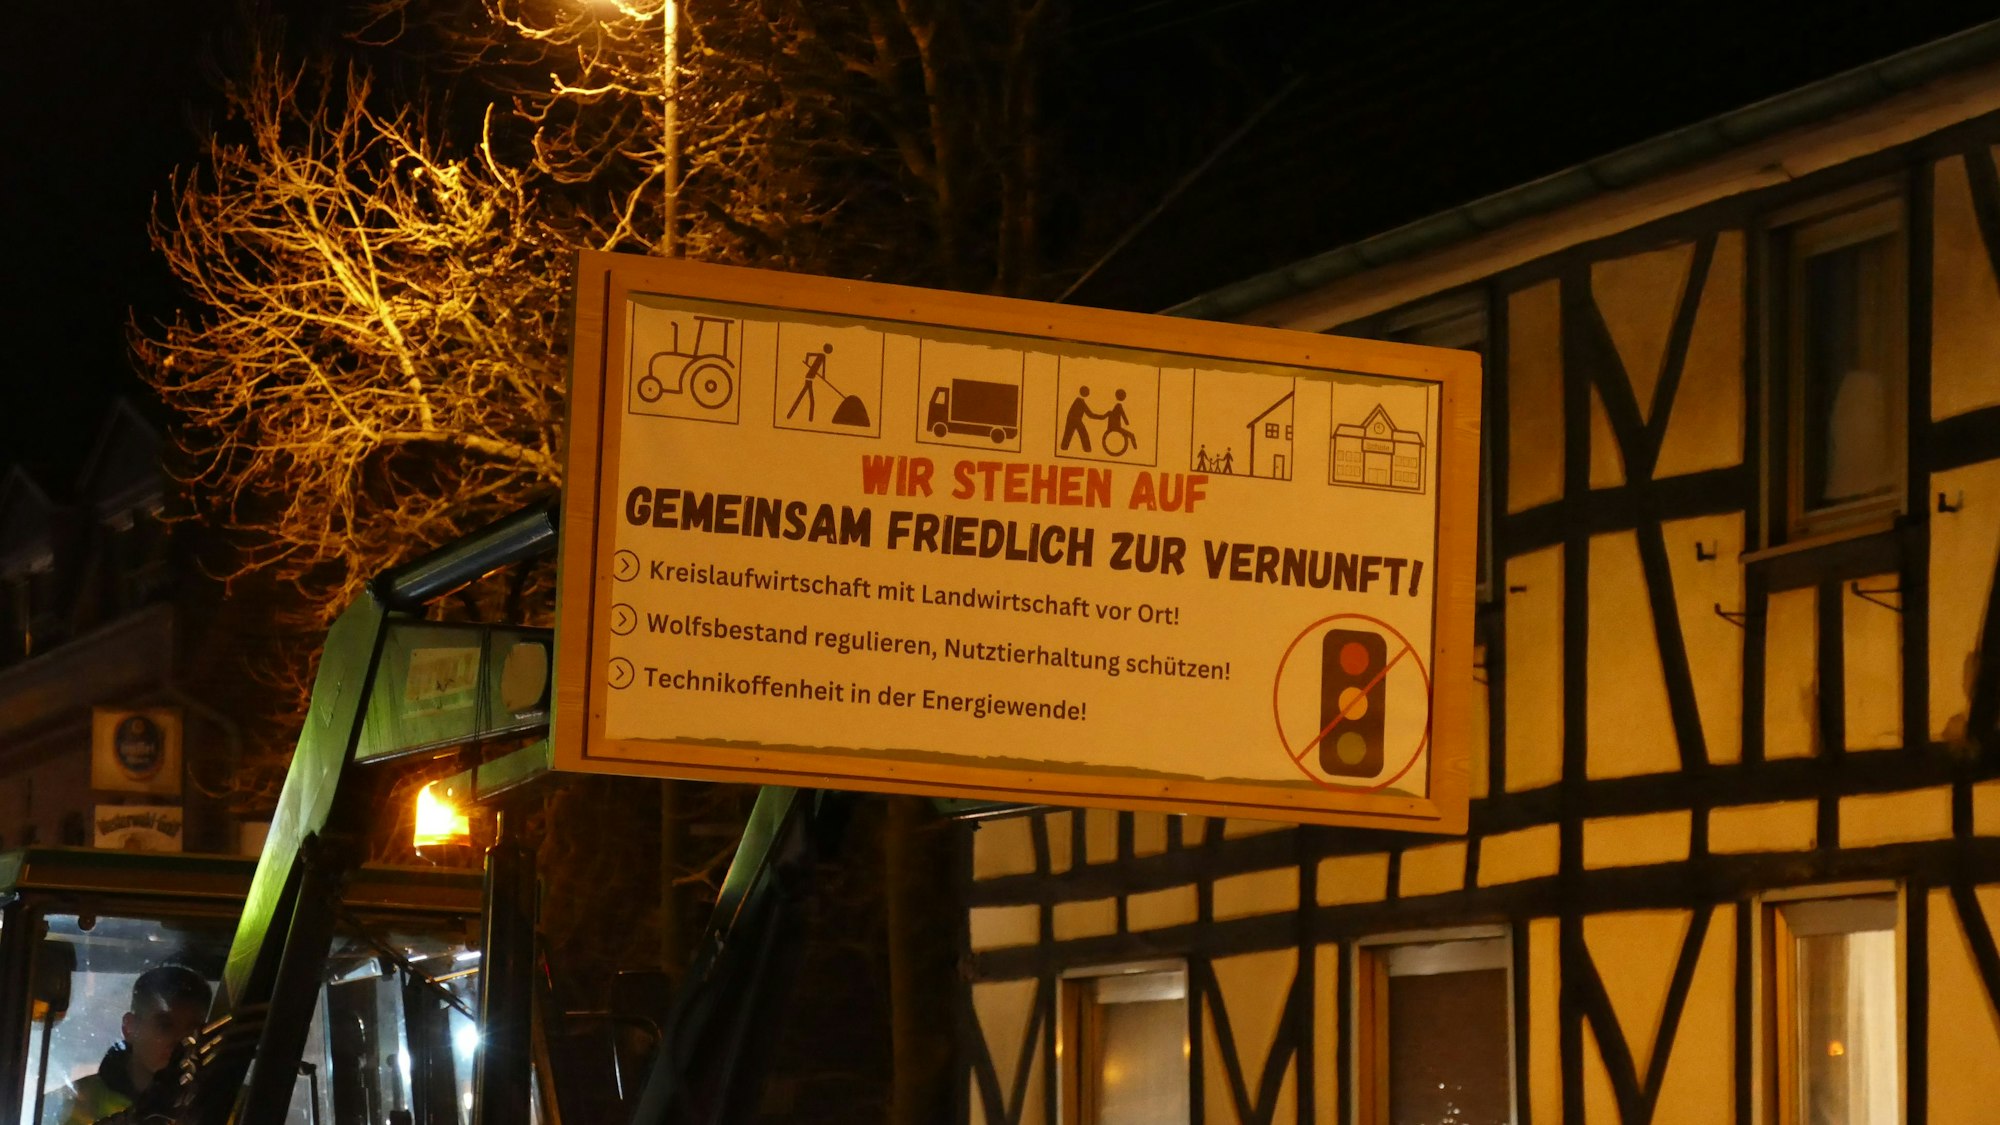 WIR STEHEN AUF
GEMEINSAM FRIEDLICH ZUR VERNUNFT!
Kreislaufwirtschaft mit Landwirtschaft vor Ort!
Wolfsbestand regulieren, Nutztierhaltung schützen!
Technikoffenheit in der Energiewende!